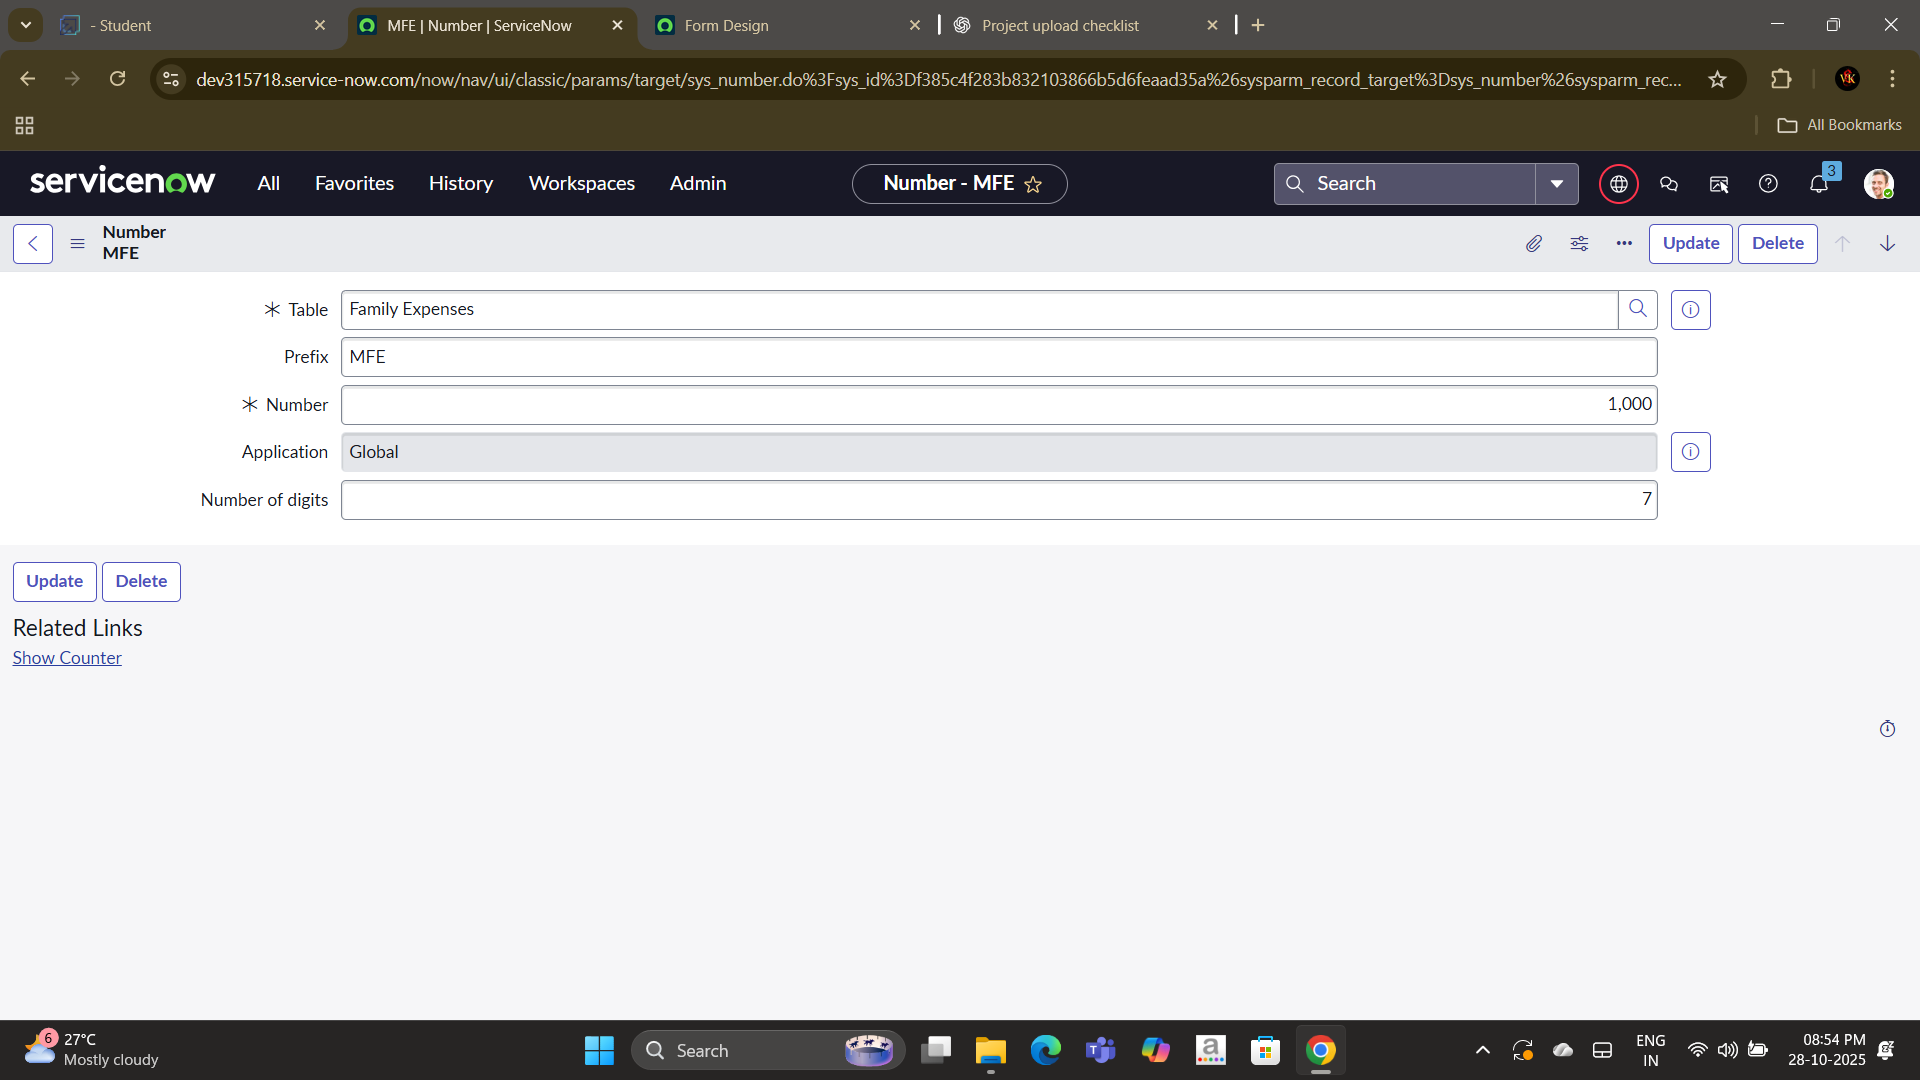 - Student
MFE | Number | ServiceNow
Form Design
Project upload checklist
dev315718.service-now.com/now/nav/ui/classic/params/target/sys_number.do%3Fsys_id%3Df385c4f283b832103866b5d6feaad35a%26sysparm_record_target%3Dsys_number%26sysparm_rec...
VK
All Bookmarks
servicenow
All
Favorites
History
Workspaces
Admin
Number - MFE
Search
3
Number
MFE
Update
Delete
Table
Family Expenses
Prefix
MFE
Number
1,000
Application
Global
Number of digits
7
Update
Delete
Related Links
Show Counter
6
27°C
Mostly cloudy
Search
ENG
IN
08:54 PM
28-10-2025